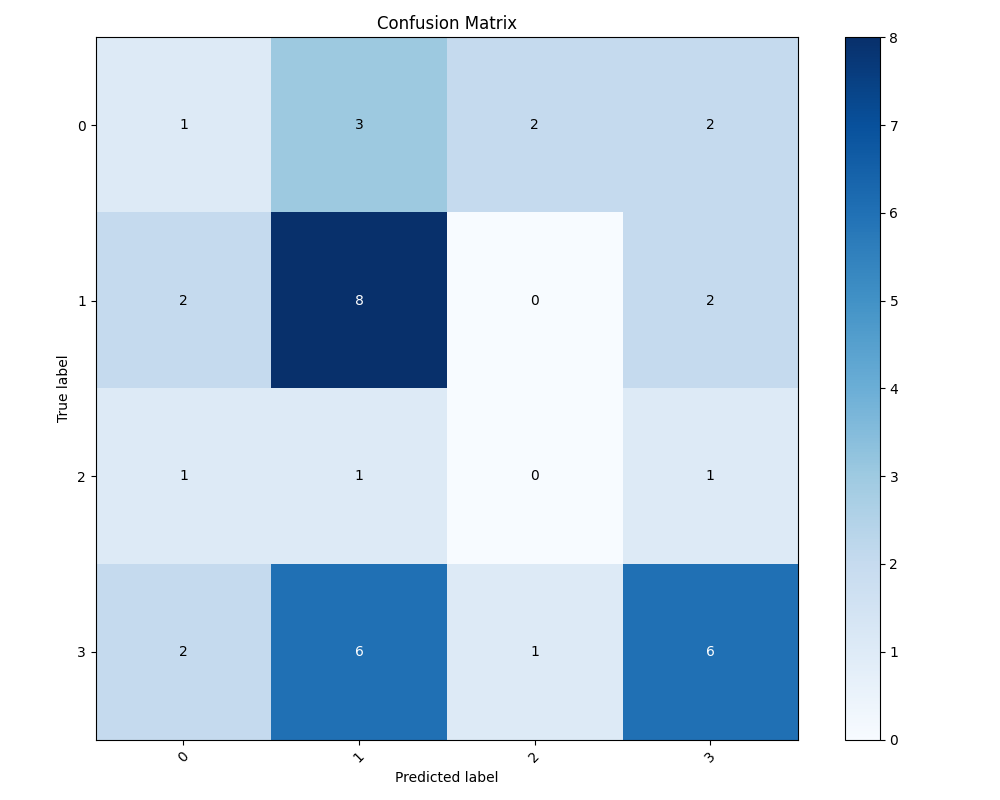 Confusion Matrix
0 1 3 2 2
1 2 8 0 2
2 1 1 0 1
3 2 6 1 6
0 1 2 3
True label
Predicted label
8
7
6
5
4
3
2
1
0